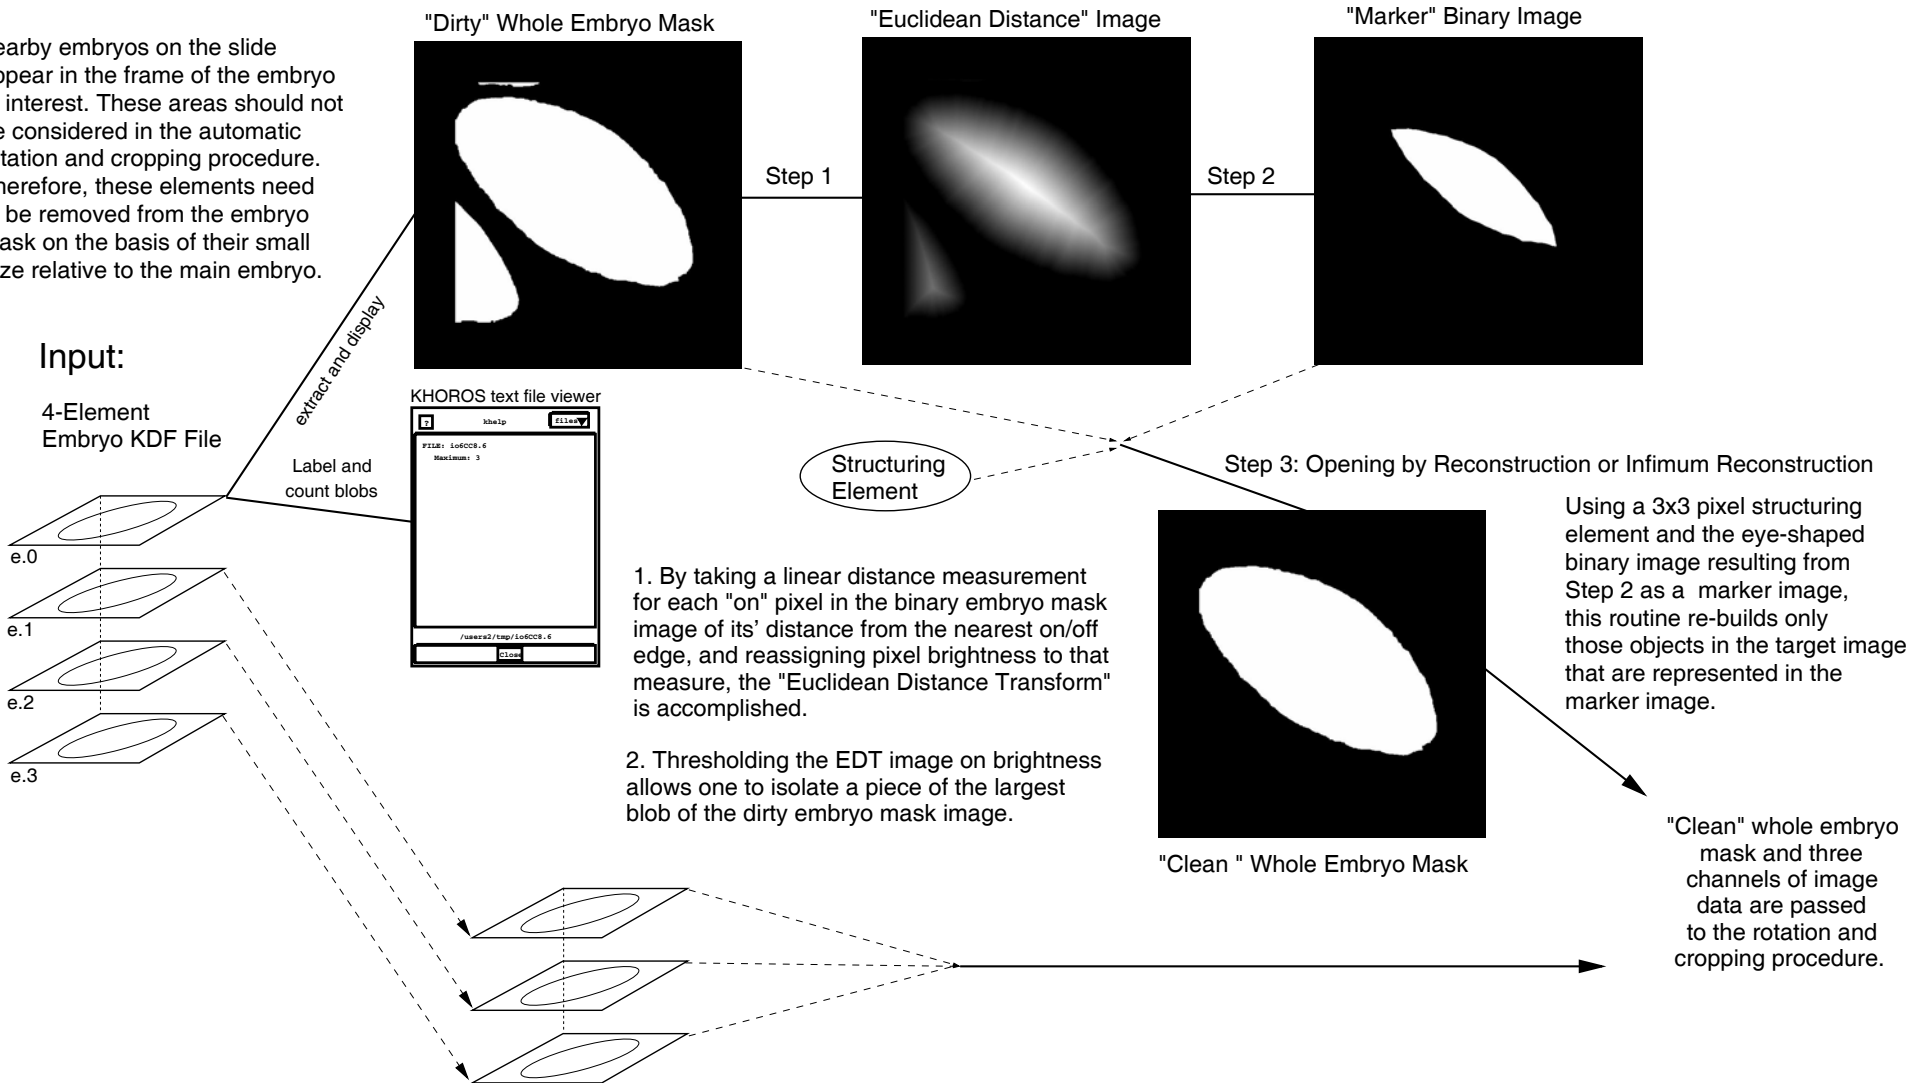 "Dirty" Whole Embryo Mask
"Euclidean Distance" Image
"Marker" Binary Image
embryos on the slide
in the frame of the embryo
interest. These areas should not
considered in the automatic
and cropping procedure.
these elements need
be removed from the embryo
on the basis of their small
relative to the main embryo.
Step 1
Step 2
extract and display
Input:
4-Element
Embryo KDF File
KHOROS text file viewer
?
khelp
files
FILE: io6CC8.6
Maximum: 3
/users2/tmp/io6CC8.6
Label and
count blobs
Structuring
Element
Step 3: Opening by Reconstruction or Infimum Reconstruction
Using a 3x3 pixel structuring
element and the eye-shaped
binary image resulting from
Step 2 as a marker image,
this routine re-builds only
those objects in the target image
that are represented in the
marker image.
e.0
e.1
e.2
e.3
1. By taking a linear distance measurement
for each "on" pixel in the binary embryo mask
image of its' distance from the nearest on/off
edge, and reassigning pixel brightness to that
measure, the "Euclidean Distance Transform"
is accomplished.
2. Thresholding the EDT image on brightness
allows one to isolate a piece of the largest
blob of the dirty embryo mask image.
"Clean " Whole Embryo Mask
"Clean" whole embryo
mask and three
channels of image
data are passed
to the rotation and
cropping procedure.